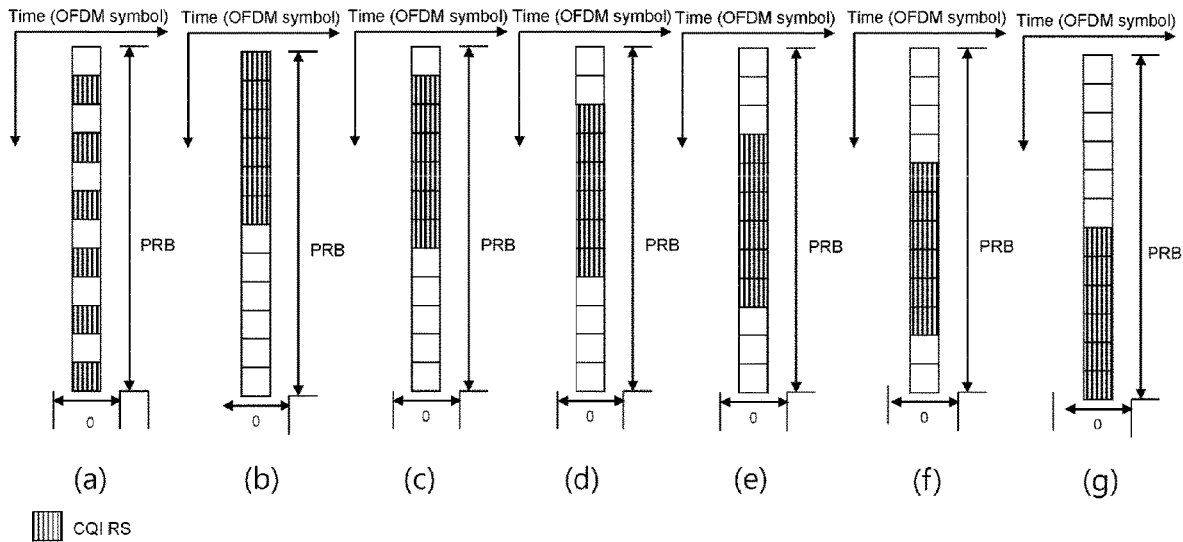 Time (OFDM symbol) Time (OFDM symbol) Time (OFDM symbol) Time (OFDM symbol) Time (OFDM symbol) Time (OFDM symbol) Time (OFDM symbol)
PRB PRB PRB PRB PRB PRB PRB
0 0 0 0 0 0 0
(a) (b) (c) (d) (e) (f) (g)
CQI RS